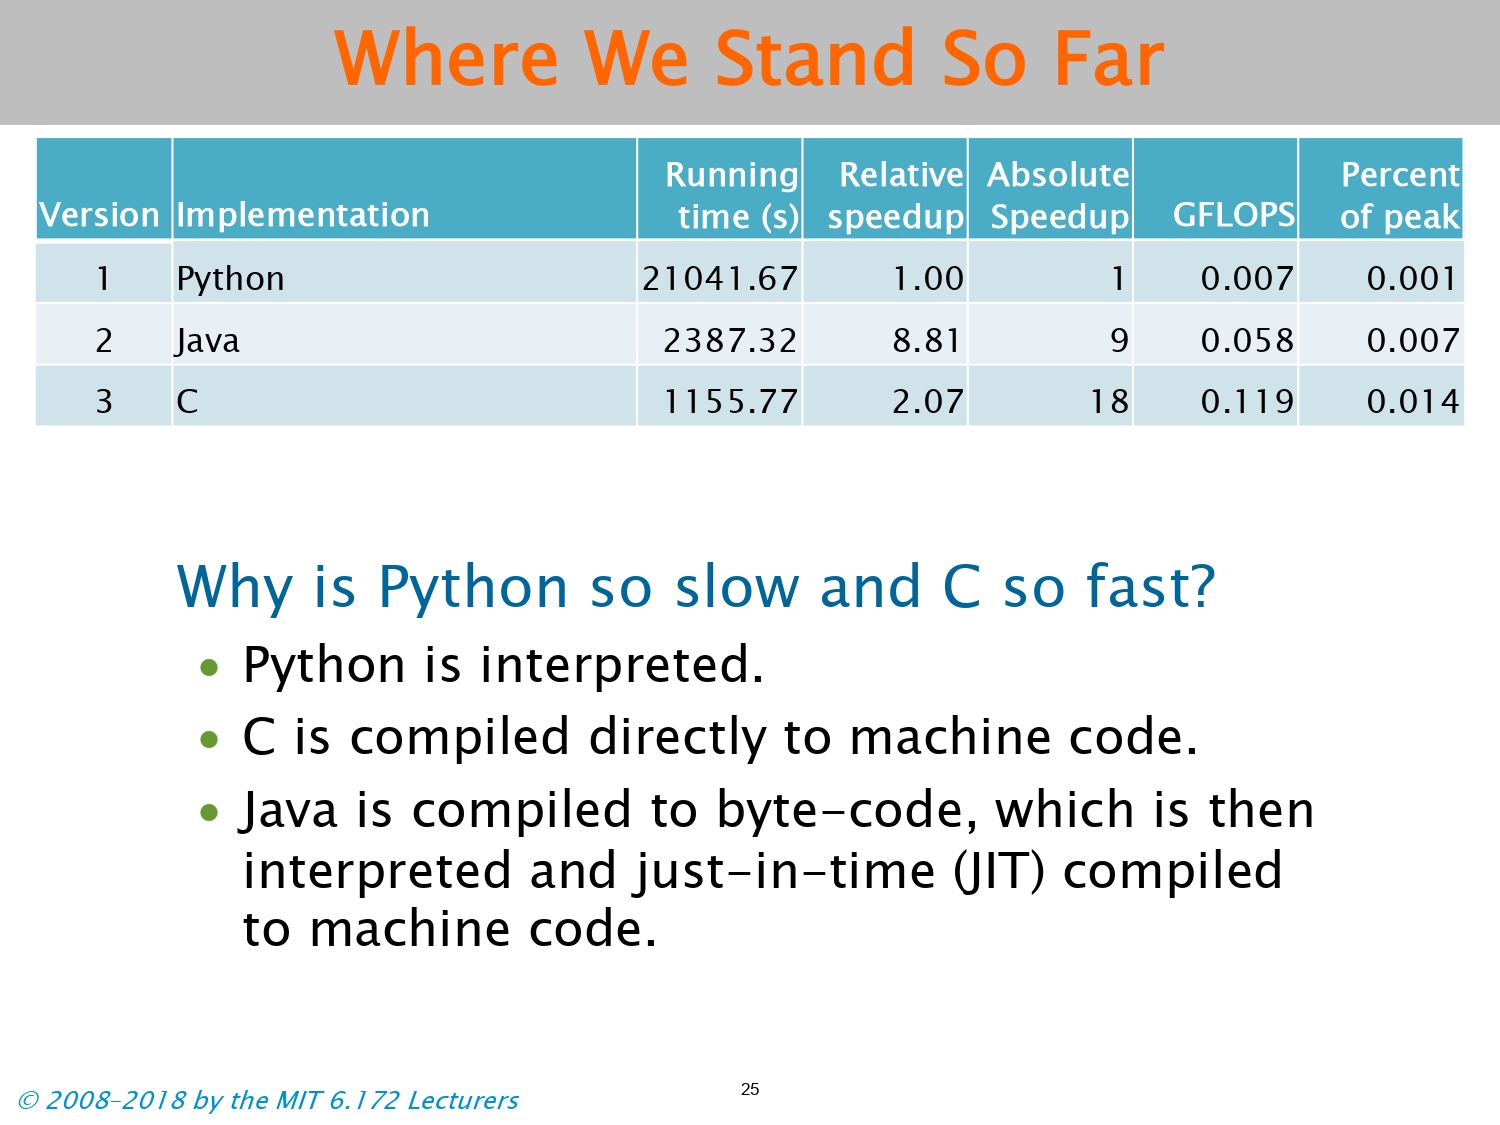 Where We Stand So Far
Version Implementation Running time (s) Relative speedup Absolute Speedup GFLOPS Percent of peak
1 Python 21041.67 1.00 1 0.007 0.001
2 Java 2387.32 8.81 9 0.058 0.007
3 C 1155.77 2.07 18 0.119 0.014
Why is Python so slow and C so fast?
• Python is interpreted.
• C is compiled directly to machine code.
• Java is compiled to byte-code, which is then
interpreted and just-in-time (JIT) compiled
to machine code.
© 2008–2018 by the MIT 6.172 Lecturers
25